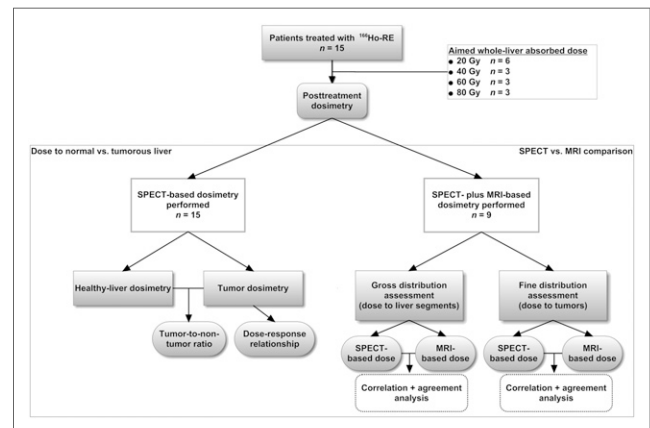 Patients treated with ¹⁶⁶Ho-RE
n = 15
Aimed whole-liver absorbed dose
● 20 Gy n = 6
● 40 Gy n = 3
● 60 Gy n = 3
● 80 Gy n = 3
Posttreatment
dosimetry
Dose to normal vs. tumorous liver
SPECT vs. MRI comparison
SPECT-based dosimetry
performed
n = 15
SPECT- plus MRI-based
dosimetry performed
n = 9
Healthy-liver dosimetry
Tumor dosimetry
Gross distribution
assessment
(dose to liver segments)
Fine distribution
assessment
(dose to tumors)
Tumor-to-non-
tumor ratio
Dose-response
relationship
SPECT-
based dose
MRI-
based dose
SPECT-
based dose
MRI-
based dose
Correlation + agreement
analysis
Correlation + agreement
analysis